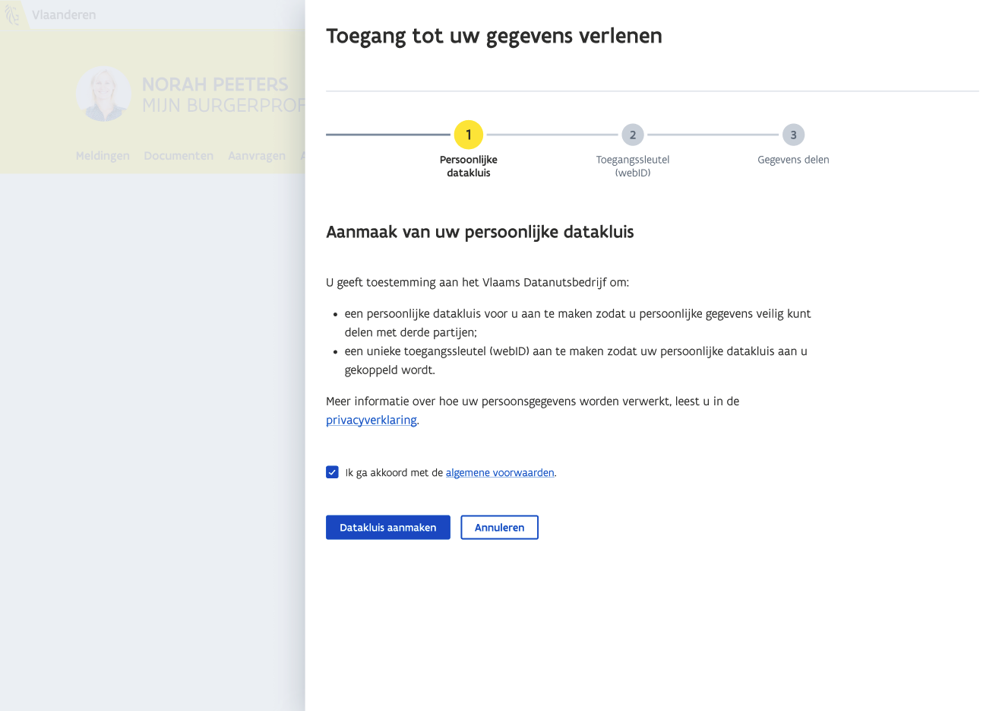 Vlaanderen
NORAH PEETERS
MIJN BURGERPROF
Meldingen Documenten Aanvragen A
Toegang tot uw gegevens verlenen
1
Persoonlijke
datakluis
2
Toegangssleutel
(webID)
3
Gegevens delen
Aanmaak van uw persoonlijke datakluis
U geeft toestemming aan het Vlaams Datanutsbedrijf om:
• een persoonlijke datakluis voor u aan te maken zodat u persoonlijke gegevens veilig kunt
delen met derde partijen;
• een unieke toegangssleutel (webID) aan te maken zodat uw persoonlijke datakluis aan u
gekoppeld wordt.
Meer informatie over hoe uw persoonsgegevens worden verwerkt, leest u in de
privacyverklaring.
Ik ga akkoord met de algemene voorwaarden.
Datakluis aanmaken
Annuleren